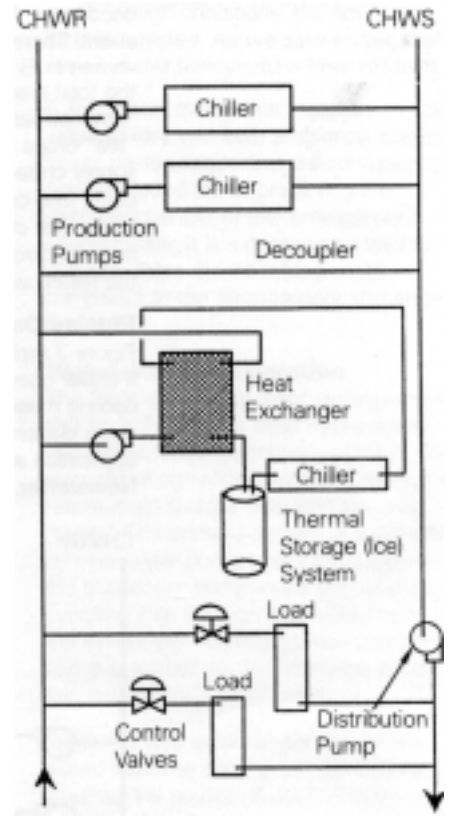 CHWR
CHWS
Chiller
Chiller
Production
Pumps
Decoupler
Heat
Exchanger
Chiller
Thermal
Storage (Ice)
System
Load
Load
Control
Valves
Distribution
Pump